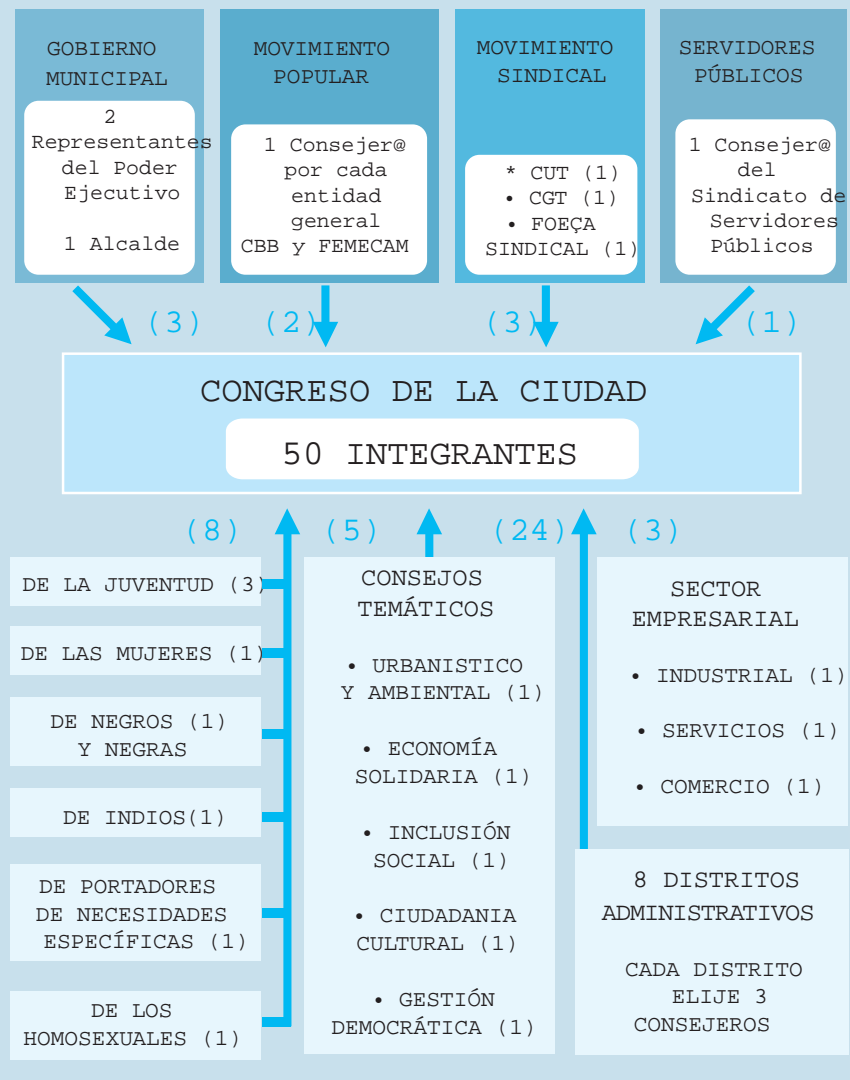 GOBIERNO
MUNICIPAL
2
Representantes
del Poder
Ejecutivo
1 Alcalde
MOVIMIENTO
POPULAR
1 Consejer@
por cada
entidad
general
CBB y FEMECAM
MOVIMIENTO
SINDICAL
* CUT (1)
• CGT (1)
• FOEÇA
SINDICAL (1)
SERVIDORES
PÚBLICOS
1 Consejer@
del
Sindicato de
Servidores
Públicos
(3)
(2)
(3)
(1)
CONGRESO DE LA CIUDAD
50 INTEGRANTES
(8)
(5)
(24)
(3)
DE LA JUVENTUD (3)
DE LAS MUJERES (1)
DE NEGROS (1)
Y NEGRAS
DE INDIOS(1)
DE PORTADORES
DE NECESIDADES
ESPECÍFICAS (1)
DE LOS
HOMOSEXUALES (1)
CONSEJOS
TEMÁTICOS
• URBANISTICO
Y AMBIENTAL (1)
• ECONOMÍA
SOLIDARIA (1)
• INCLUSIÓN
SOCIAL (1)
• CIUDADANIA
CULTURAL (1)
• GESTIÓN
DEMOCRÁTICA (1)
SECTOR
EMPRESARIAL
• INDUSTRIAL (1)
• SERVICIOS (1)
• COMERCIO (1)
8 DISTRITOS
ADMINISTRATIVOS
CADA DISTRITO
ELIJE 3
CONSEJEROS